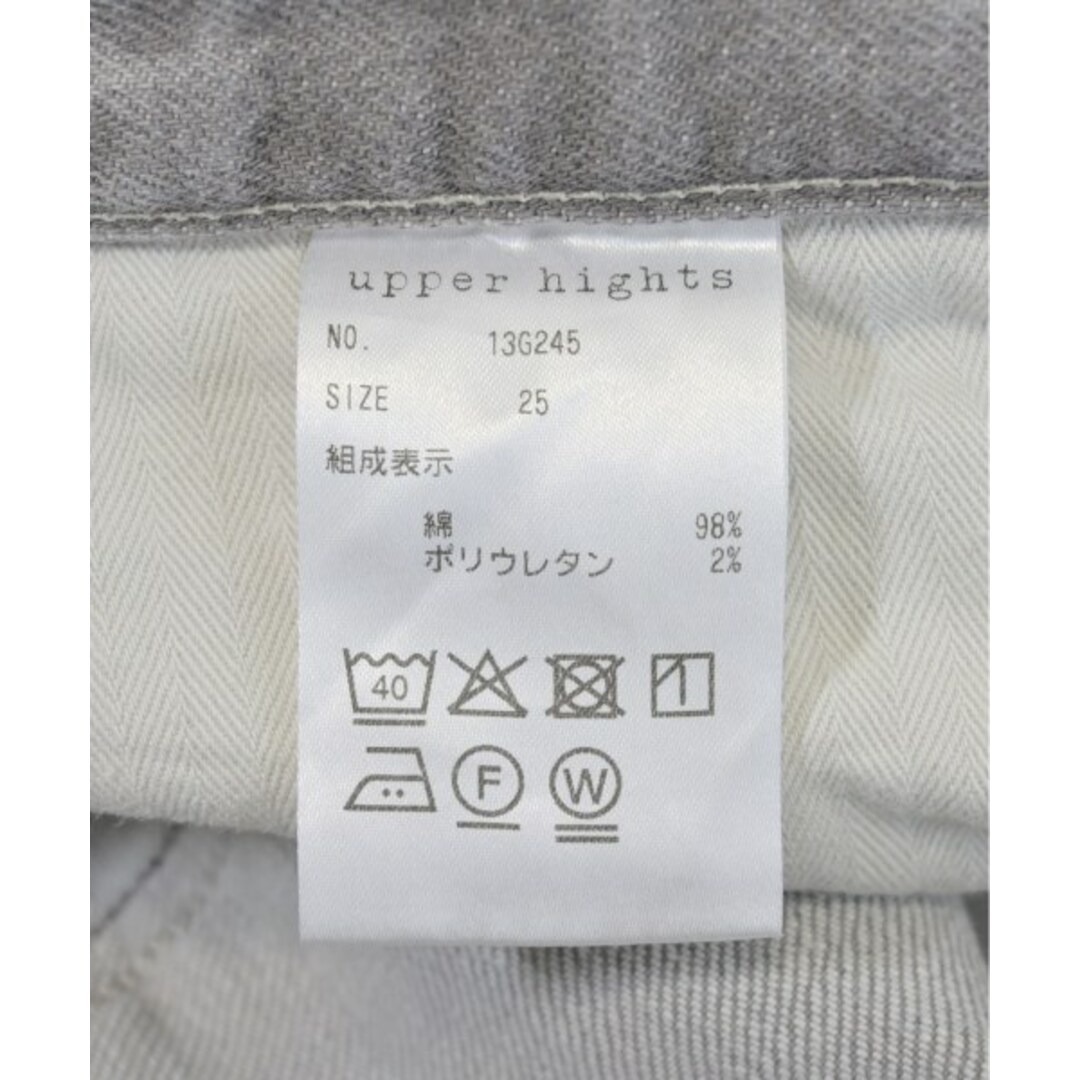 upper hights
NO. 13G245
SIZE 25
組成表示
綿 98%
ポリウレタン 2%
40
F W